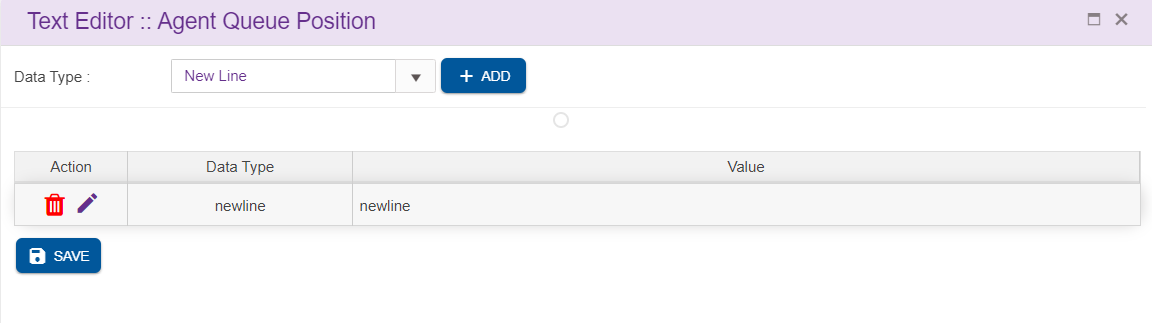 Text Editor :: Agent Queue Position
Data Type : New Line ADD
Action Data Type Value
newline newline
SAVE